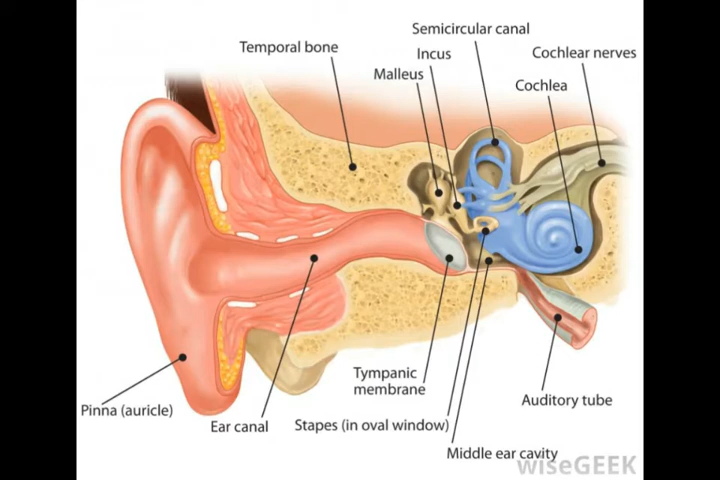 Semicircular canal
Temporal bone
Incus
Cochlear nerves
Malleus
Cochlea
Tympanic
membrane
Auditory tube
Pinna (auricle)
Ear canal
Stapes (in oval window)
Middle ear cavity
wiseGEEK